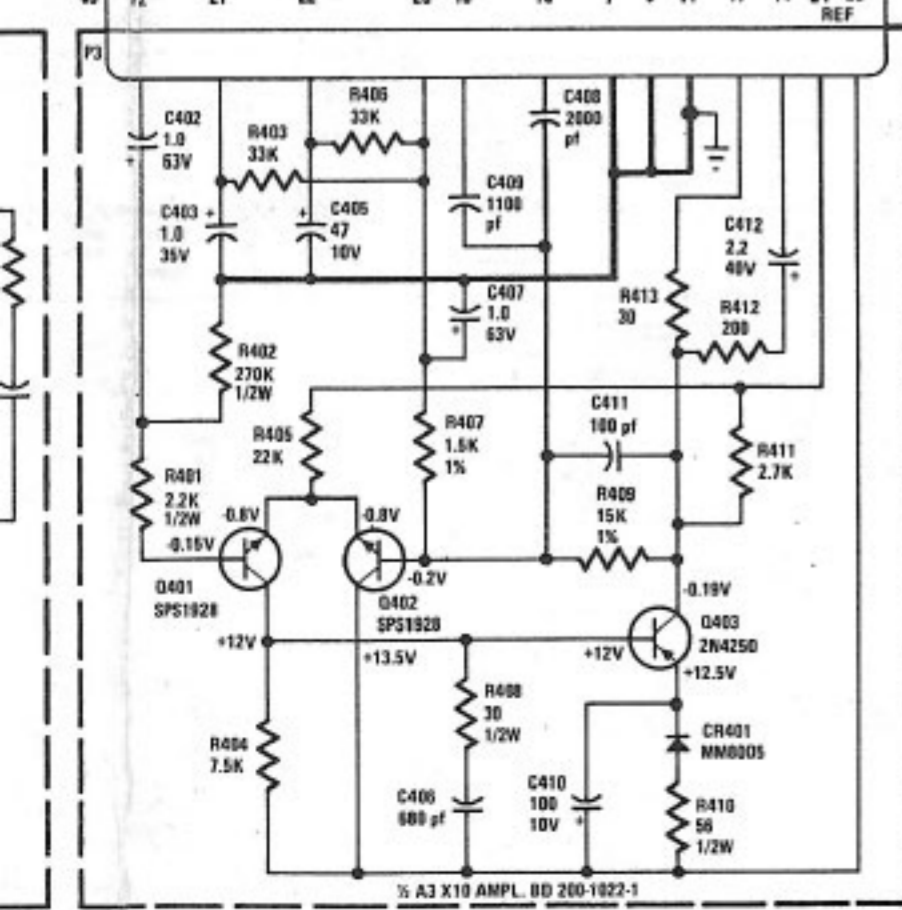 REF
P3
C402
1.0
63V
R403
33K
R406
33K
C408
2000
pf
C403
1.0
35V
C405
47
10V
C409
1100
pf
C412
2.2
40V
C407
1.0
63V
R413
30
R412
200
R402
270K
1/2W
C411
100 pf
R405
22K
R407
1.5K
1%
R411
2.7K
R401
2.2K
1/2W
R409
15K
1%
-0.8V
-0.8V
-0.15V
-0.2V
-0.19V
Q401
SPS1928
Q402
SPS1928
Q403
2N4250
+12V
+13.5V
+12V
+12.5V
R408
30
1/2W
R404
7.5K
CR401
MM8005
C406
680 pf
C410
100
10V
R410
56
1/2W
½ A3 X10 AMPL. BD 200-1022-1